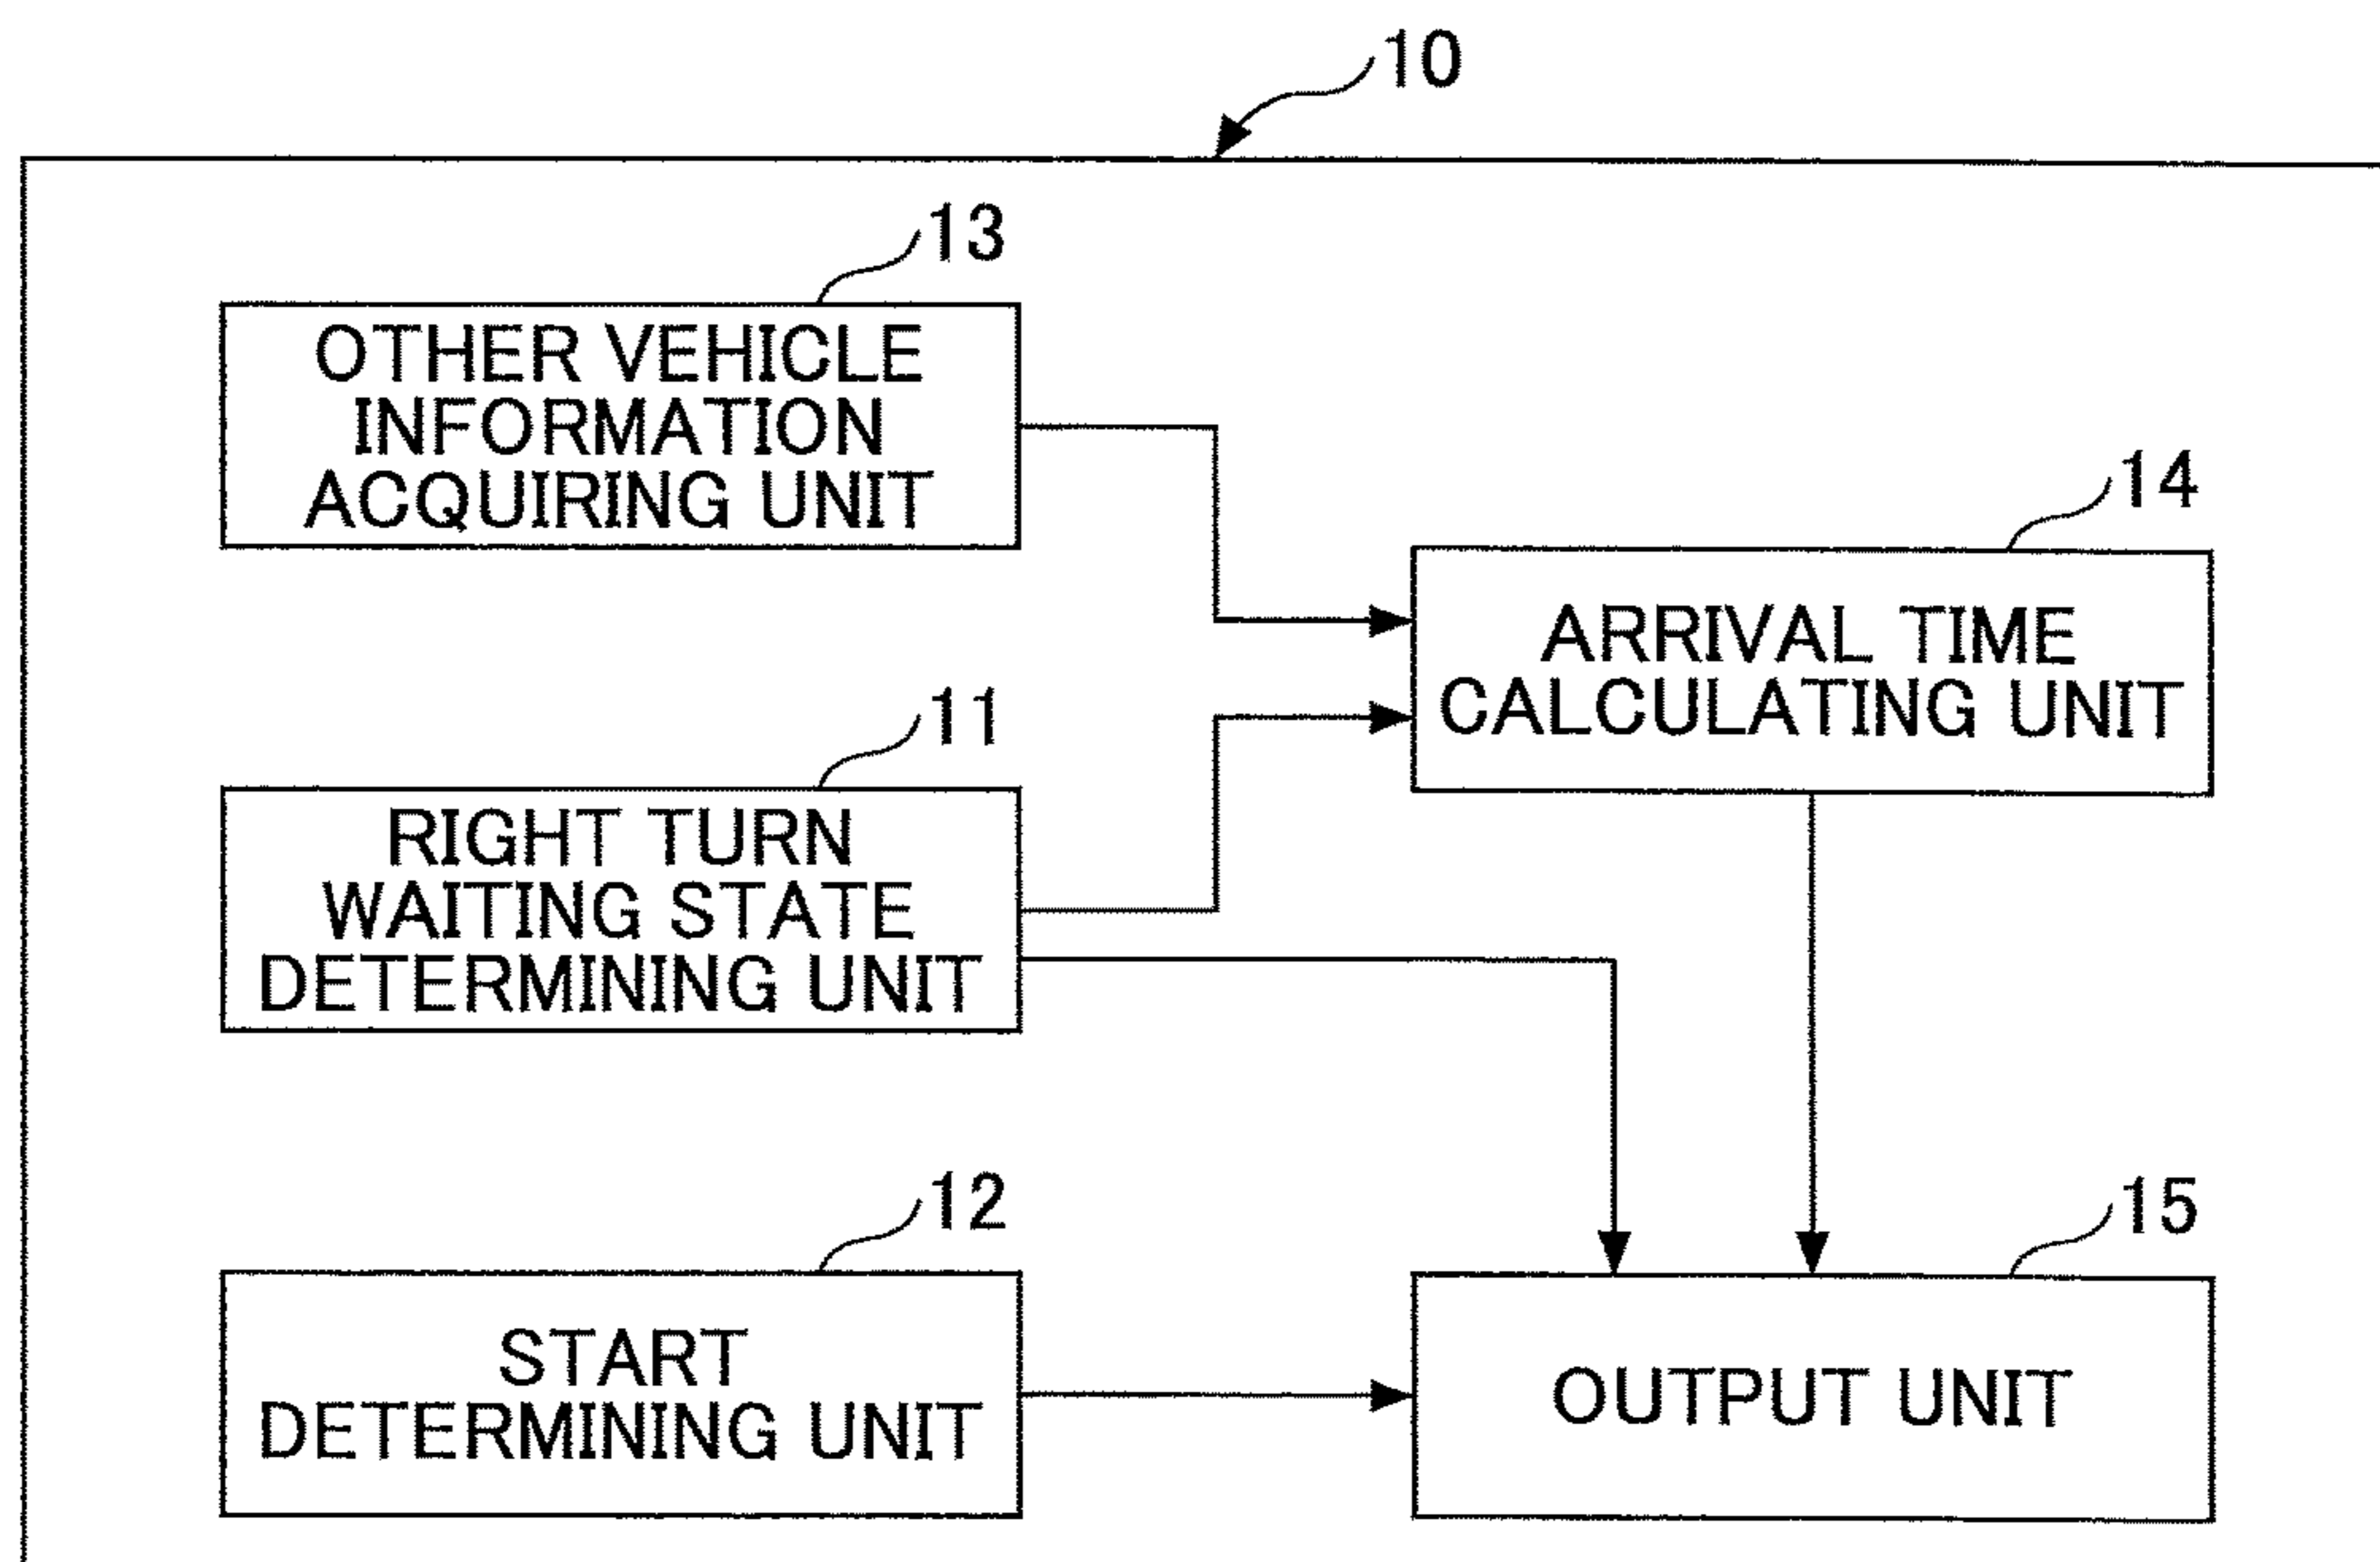 10
13
OTHER VEHICLE
INFORMATION
ACQUIRING UNIT
14
ARRIVAL TIME
CALCULATING UNIT
11
RIGHT TURN
WAITING STATE
DETERMINING UNIT
12
START
DETERMINING UNIT
15
OUTPUT UNIT